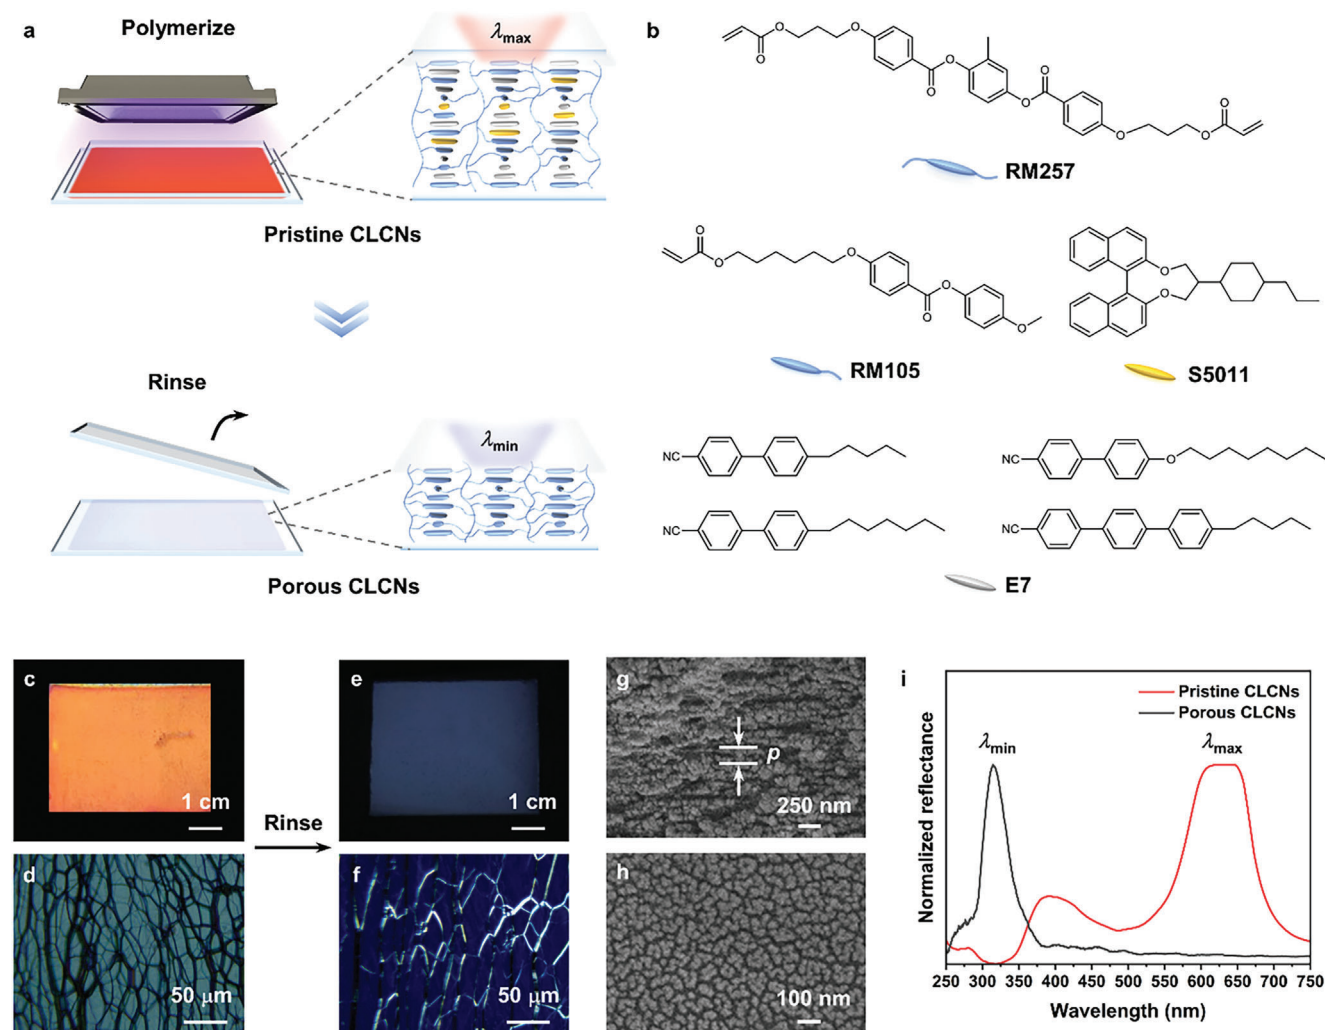 a
Polymerize
λmax
Pristine CLCNs
Rinse
λmin
Porous CLCNs
b
O
O
O
O
O
O
O
O
O
O
RM257
O
O
O
O
O
O
RM105
O
O
S5011
NC
NC
O
NC
NC
E7
c
1 cm
Rinse
d
50 μm
e
1 cm
f
50 μm
g
p
250 nm
h
100 nm
i
Pristine CLCNs
Porous CLCNs
λmin
λmax
Normalized reflectance
250 300 350 400 450 500 550 600 650 700 750
Wavelength (nm)